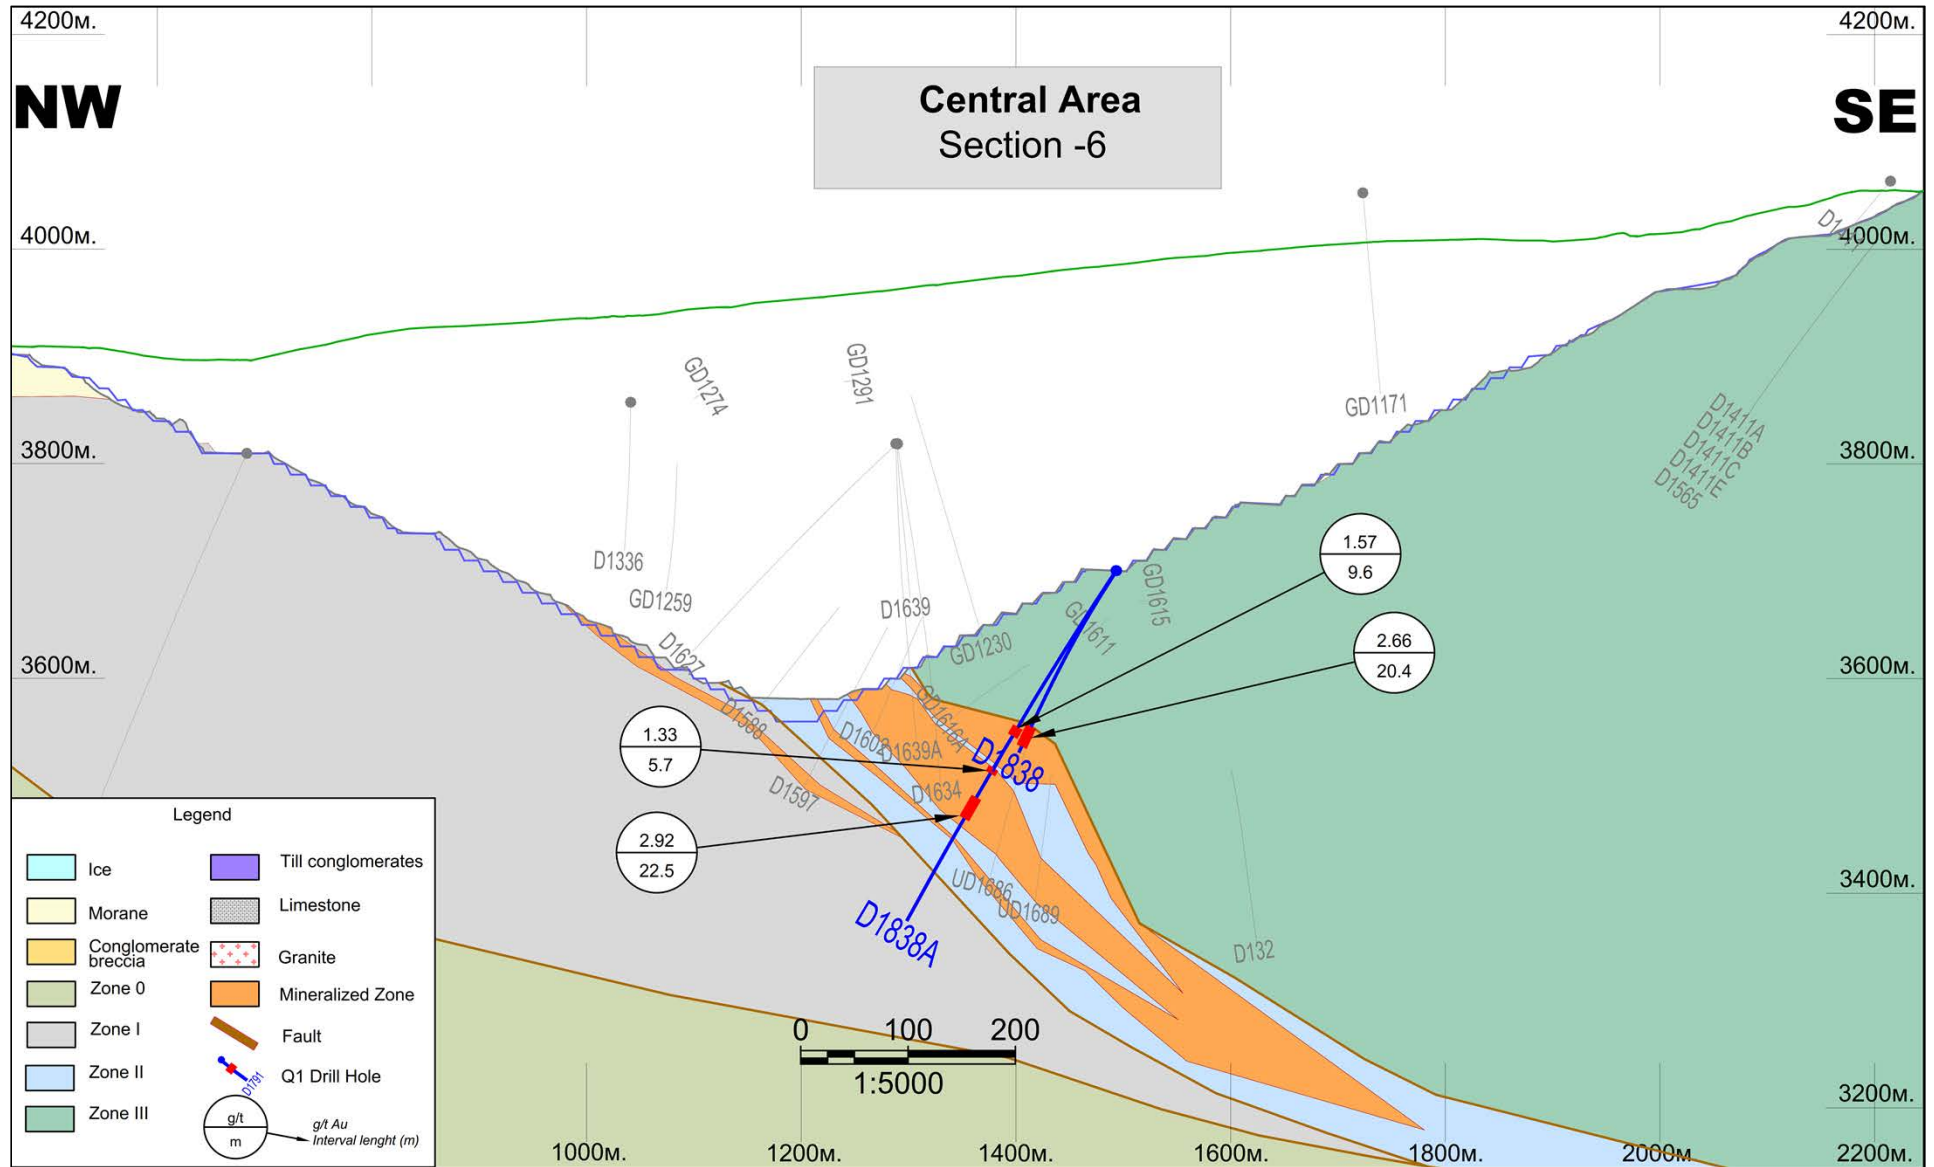 4200м.
4200м.
NW
Central Area
Section -6
SE
4000м.
4000м.
GD1274
GD1291
GD1171
D1411A
D1411B
D1411C
D1411E
D1565
3800м.
3800м.
D1336
GD1259
D1639
D1627
GD1230
GD1611
GD1615
1.57
9.6
2.66
20.4
3600м.
3600м.
D1588
D1602
D1639A
GD1616A
D1838
D1597
D1634
1.33
5.7
2.92
22.5
UD1686
UD1689
D1838A
D132
3400м.
0 100 200
1:5000
3200м.
1000м.
1200м.
1400м.
1600м.
1800м.
2000м.
2200м.
Legend
Ice
Morane
Conglomerate
breccia
Zone 0
Zone I
Zone II
Zone III
Till conglomerates
Limestone
Granite
Mineralized Zone
Fault
D1791
Q1 Drill Hole
g/t
m
g/t Au
Interval lenght (m)